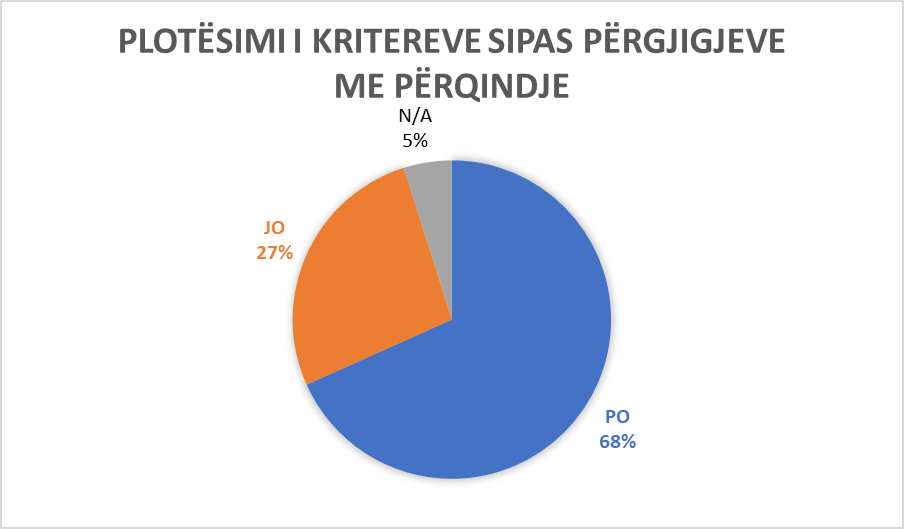 PLOTËSIMI I KRITEREVE SIPAS PËRGJIGJEVE
ME PËRQINDJE
N/A
5%
JO
27%
PO
68%